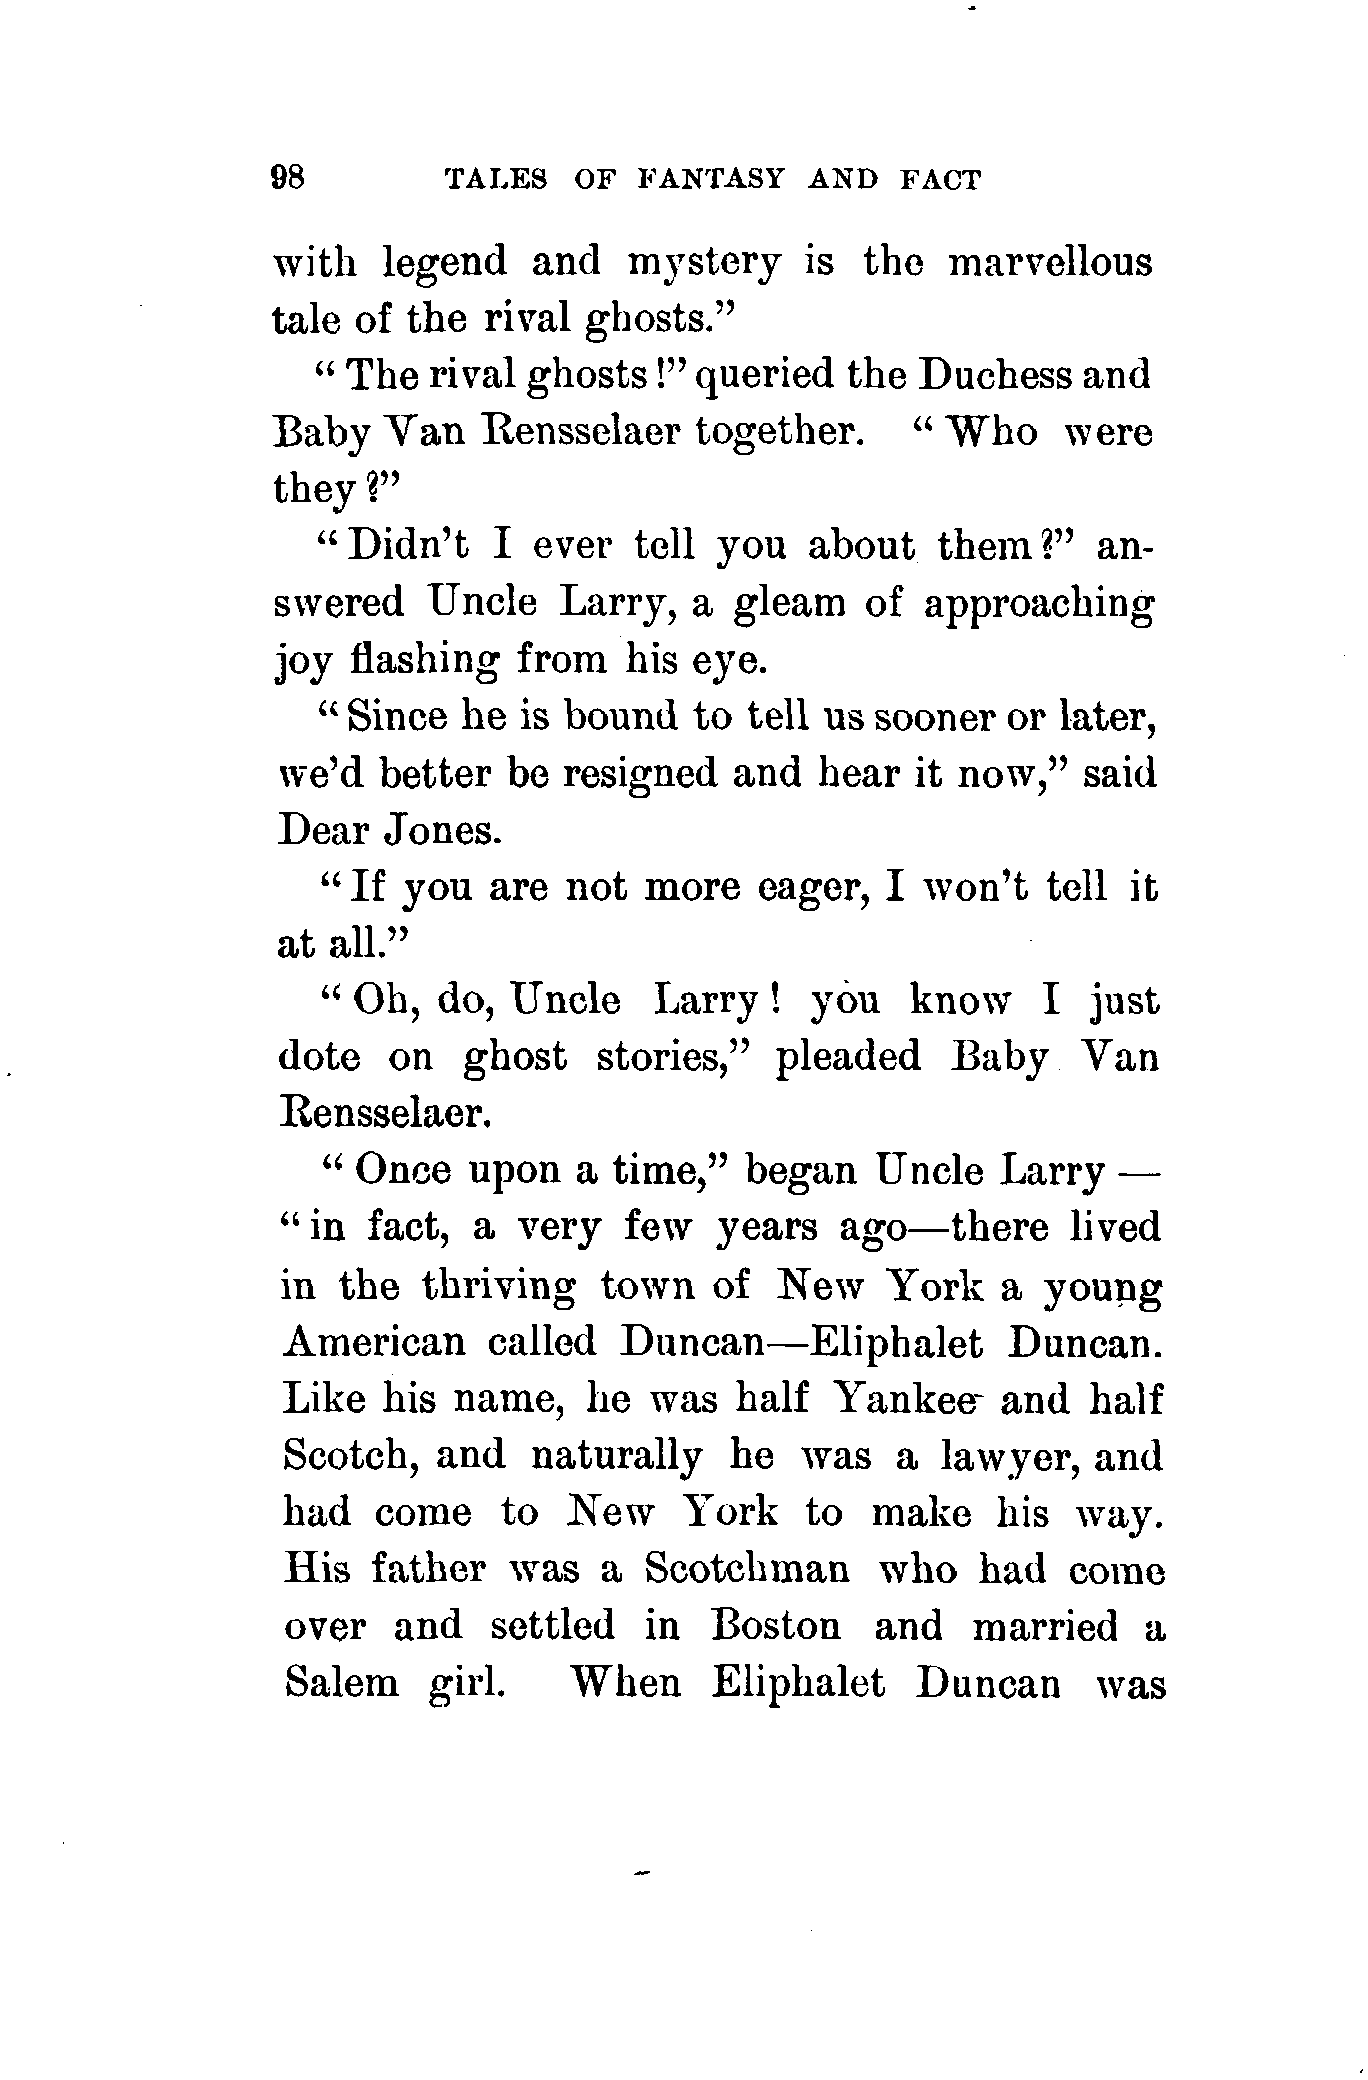 98 TALES OF FANTASY AND FACT
with legend and mystery is the marvellous
tale of the rival ghosts.”
“ The rival ghosts !” queried the Duchess and
Baby Van Rensselaer together. “ Who were
they ?”
“ Didn’t I ever tell you about them ?” an-
swered Uncle Larry, a gleam of approaching
joy flashing from his eye.
“ Since he is bound to tell us sooner or later,
we’d better be resigned and hear it now,” said
Dear Jones.
“ If you are not more eager, I won’t tell it
at all.”
“ Oh, do, Uncle Larry ! you know I just
dote on ghost stories,” pleaded Baby Van
Rensselaer.
“ Once upon a time,” began Uncle Larry —
“ in fact, a very few years ago—there lived
in the thriving town of New York a young
American called Duncan—Eliphalet Duncan.
Like his name, he was half Yankee and half
Scotch, and naturally he was a lawyer, and
had come to New York to make his way.
His father was a Scotchman who had come
over and settled in Boston and married a
Salem girl. When Eliphalet Duncan was